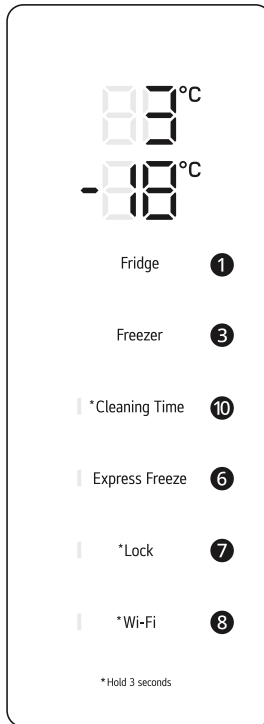 3°C
-18°C
Fridge 1
Freezer 3
*Cleaning Time 10
Express Freeze 6
*Lock 7
*Wi-Fi 8
*Hold 3 seconds